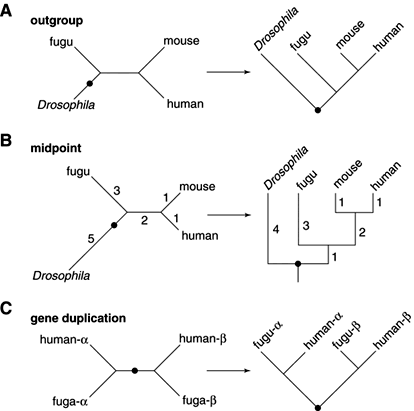 A
outgroup
fugu
mouse
Drosophila
human
Drosophila
fugu
mouse
human
B
midpoint
fugu
mouse
human
Drosophila
3
1
2
1
5
Drosophila
fugu
mouse
human
1
1
4
3
2
1
C
gene duplication
human-α
human-β
fuga-α
fuga-β
fugu-α
human-α
fugu-β
human-β